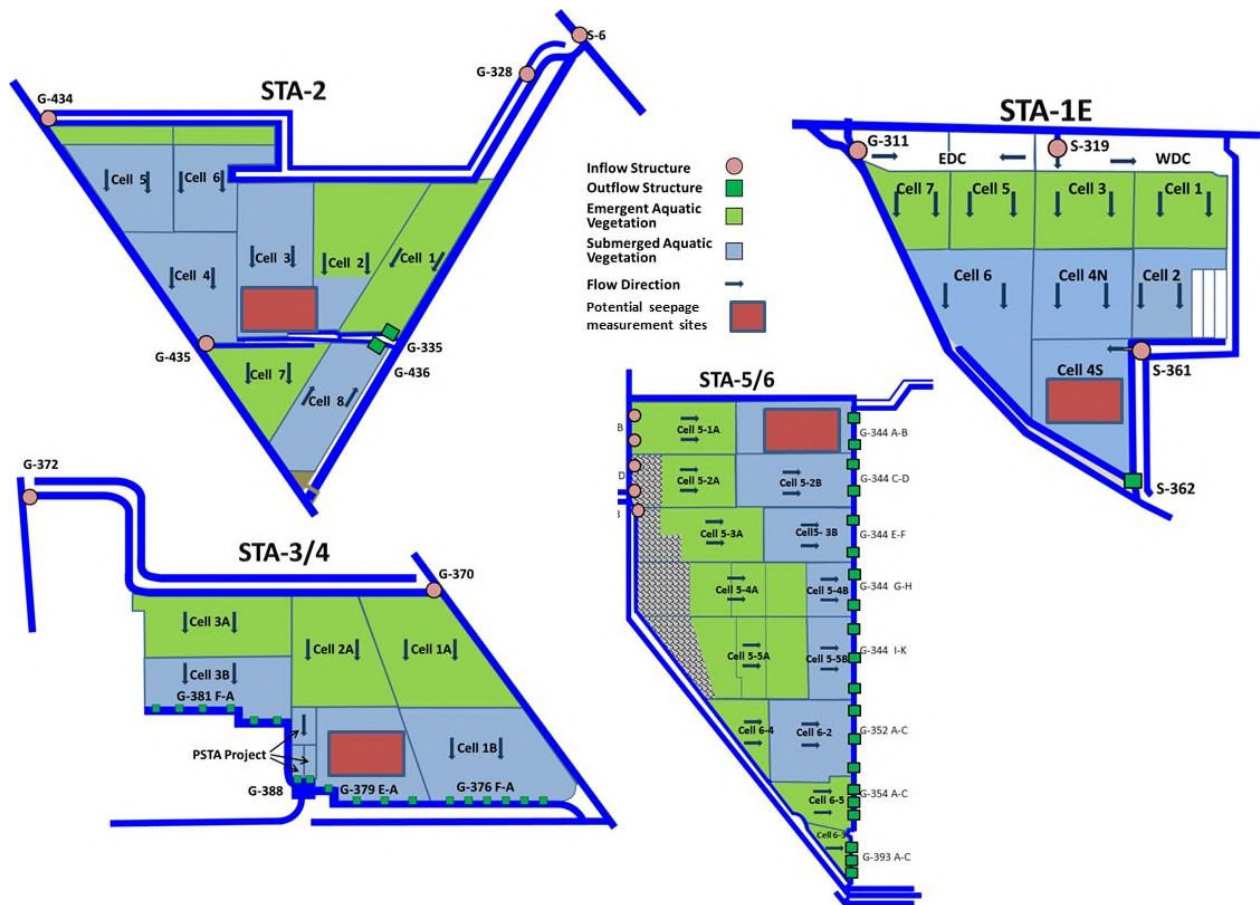 STA-2
S-6
G-328
G-434
Cell 5
Cell 6
Cell 3
Cell 2
Cell 1
Cell 4
G-435
G-335
G-436
Cell 7
Cell 8
Inflow Structure
Outflow Structure
Emergent Aquatic
Vegetation
Submerged Aquatic
Vegetation
Flow Direction
Potential seepage
measurement sites
STA-1E
G-311
S-319
EDC
WDC
Cell 7
Cell 5
Cell 3
Cell 1
Cell 6
Cell 4N
Cell 2
S-361
Cell 4S
S-362
STA-3/4
G-372
G-370
Cell 3A
Cell 2A
Cell 1A
Cell 3B
G-381 F-A
PSTA Project
Cell 1B
G-388
G-379 E-A
G-376 F-A
STA-5/6
B
Cell 5-1A
G-344 A-B
D
Cell 5-2A
Cell 5-2B
G-344 C-D
B
Cell 5-3A
Cell5- 3B
G-344 E-F
Cell 5-4A
Cell 5-4B
G-344 G-H
Cell 5-5A
Cell 5-5B
G-344 I-K
Cell 6-4
Cell 6-2
G-352 A-C
Cell 6-5
G-354 A-C
Cell 6-3
G-393 A-C